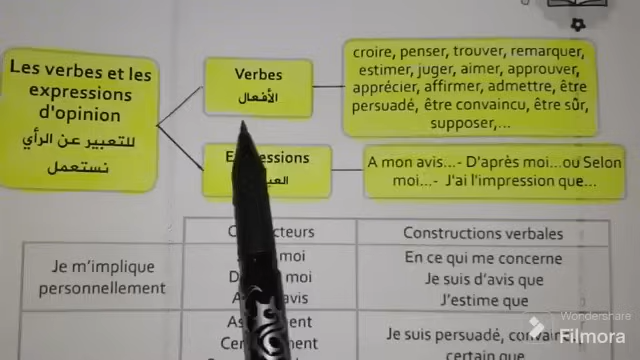 Les verbes et les
expressions
d'opinion
للتعبير عن الرأي
نستعمل
Verbes
الأفعال
croire, penser, trouver, remarquer,
estimer, juger, aimer, approuver,
apprécier, affirmer, admettre, être
persuadé, être convaincu, être sûr,
supposer,...
A mon avis...- D'après moi...ou Selon
moi...- J'ai l'impression que...
Constructions verbales
Je m'implique
personnellement
moi
moi
avis
En ce qui me concerne
Je suis d'avis que
J'estime que
Je suis persuadé,
certain que
Wondershare
Filmora